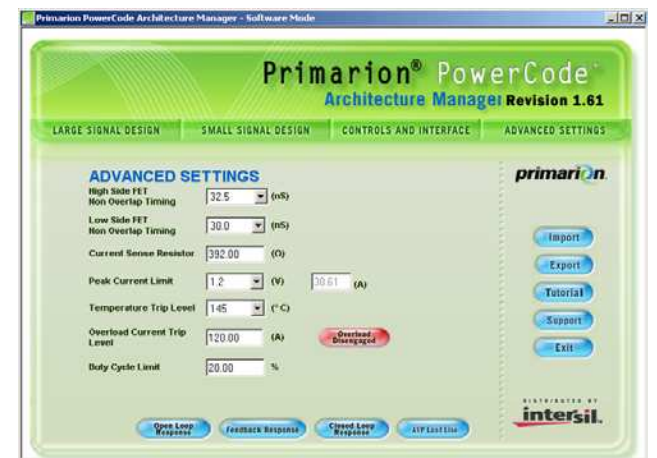 Primarion PowerCode Architecture Manager - Software Mode
Primarion® PowerCode™
Architecture Manager Revision 1.61
LARGE SIGNAL DESIGN SMALL SIGNAL DESIGN CONTROLS AND INTERFACE ADVANCED SETTINGS
ADVANCED SETTINGS
primarion
High Side FET
Non Overlap Timing 32.5 (nS)
Low Side FET
Non Overlap Timing 30.0 (nS)
Current Sense Resistor 392.00 (Ω)
Peak Current Limit 1.2 (V) 30.61 (A)
Temperature Trip Level 145 (°C)
Overload Current Trip
Level 120.00 (A)
Overload
Disengaged
Duty Cycle Limit 20.00 %
Import
Export
Tutorial
Support
Exit
DISTRIBUTED BY
intersil.
Open Loop
Response
Feedback Response
Closed Loop
Response
AVP Load Line